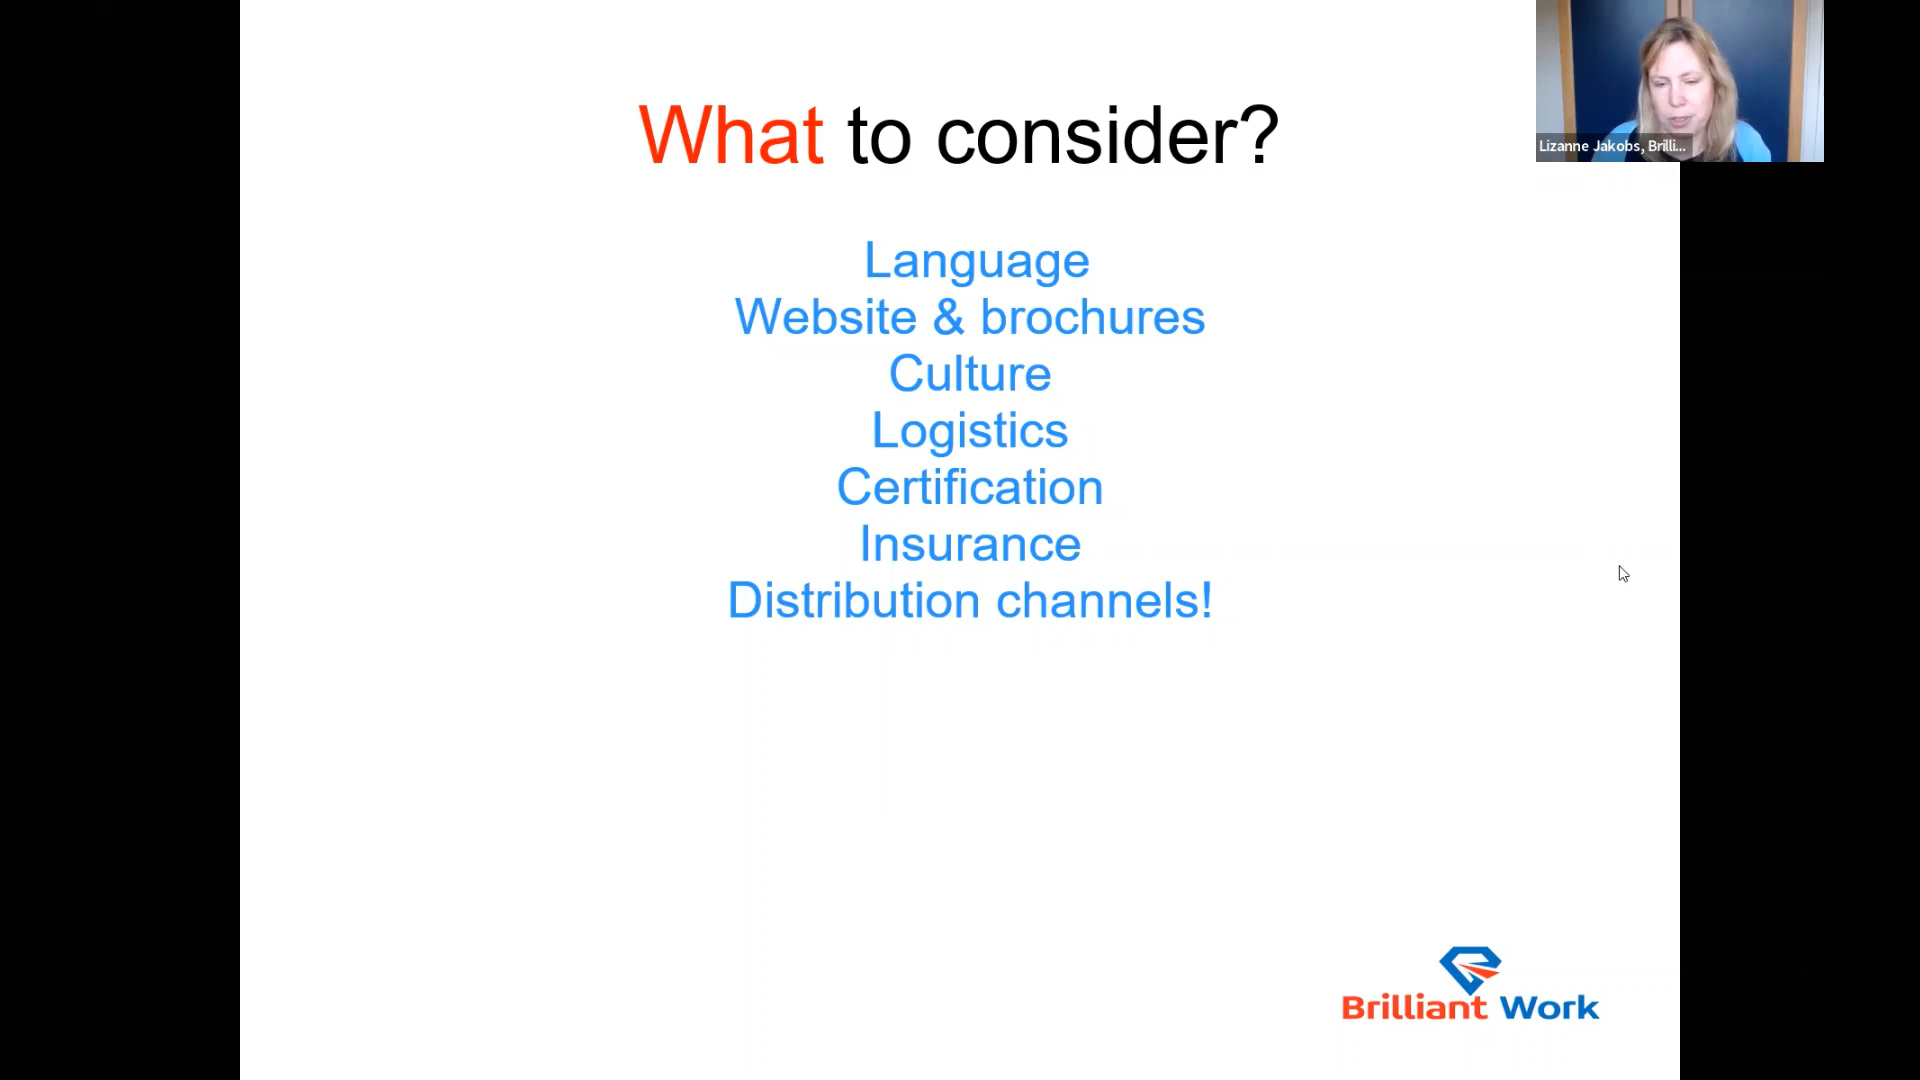 What to consider?
Lizanne Jakobs, Brilli...
Language
Website & brochures
Culture
Logistics
Certification
Insurance
Distribution channels!
Brilliant Work